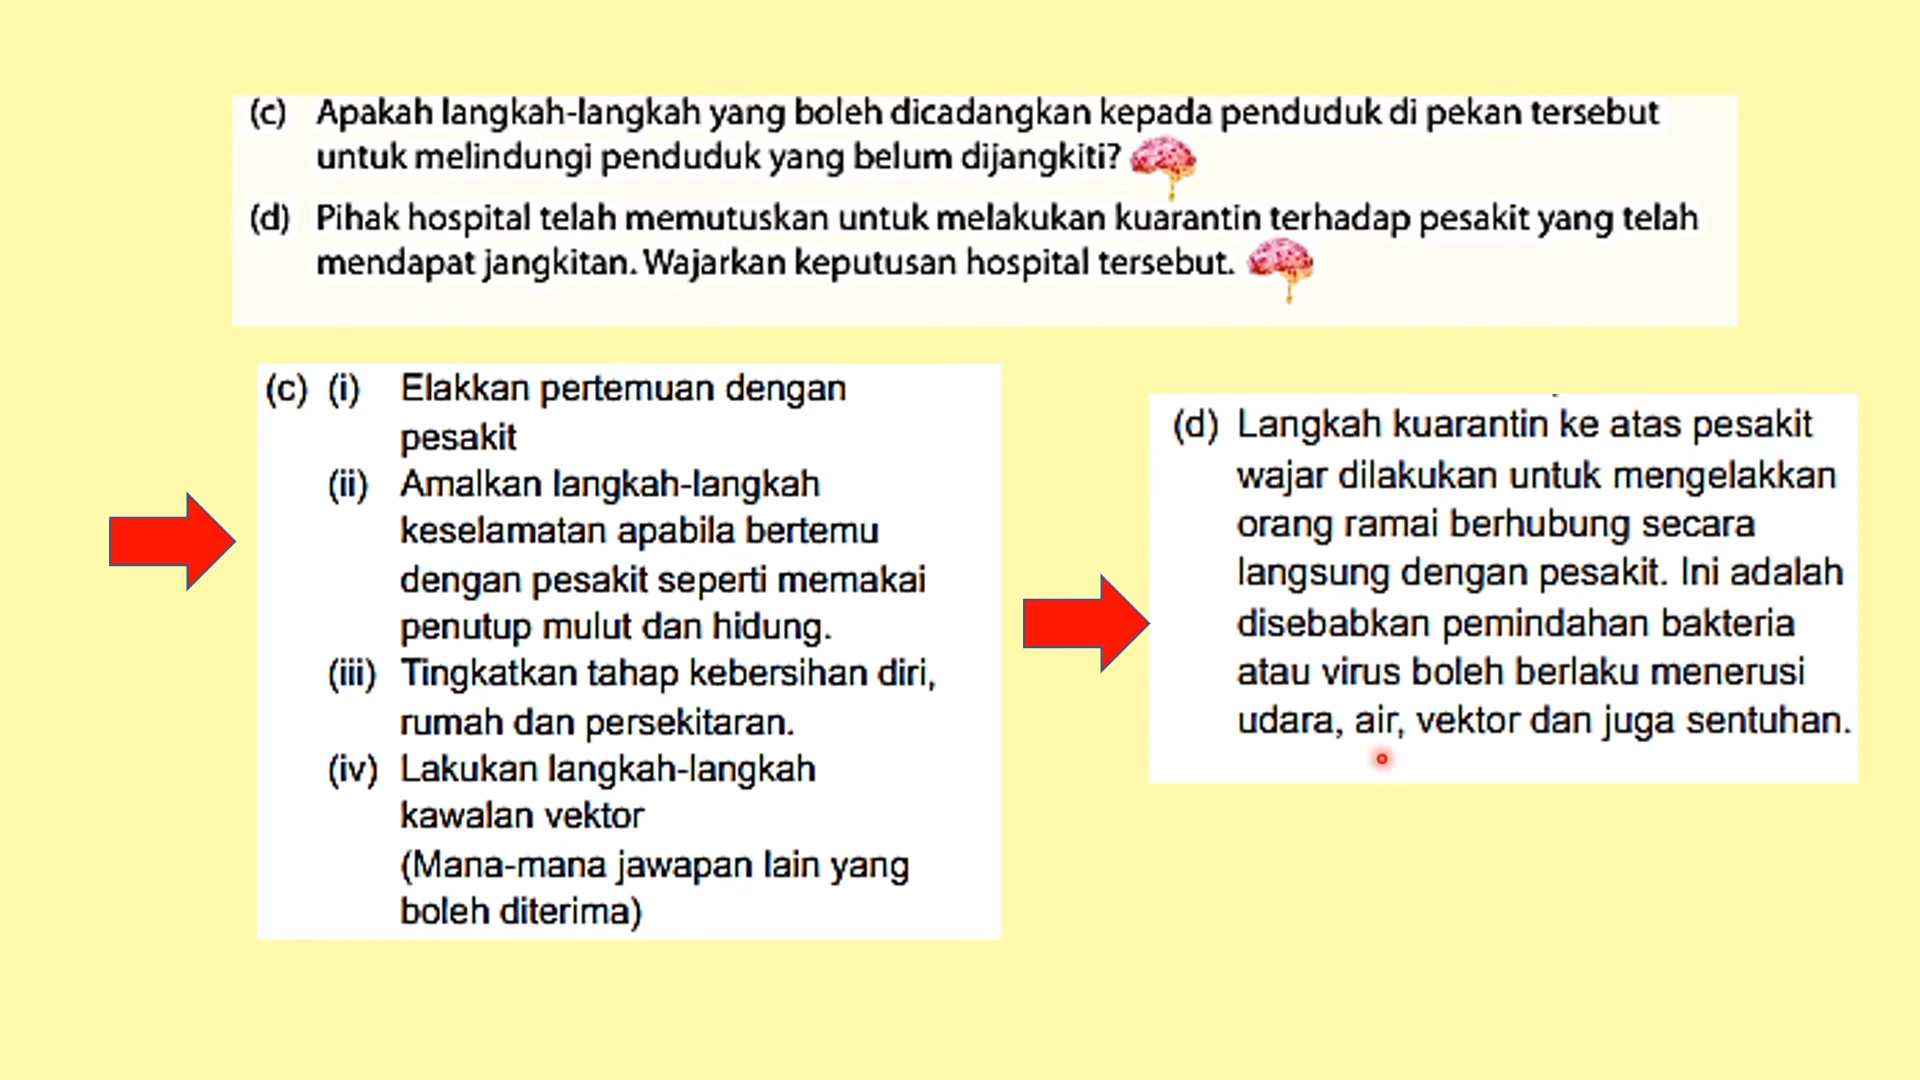 (c) Apakah langkah-langkah yang boleh dicadangkan kepada penduduk di pekan tersebut
untuk melindungi penduduk yang belum dijangkiti?
(d) Pihak hospital telah memutuskan untuk melakukan kuarantin terhadap pesakit yang telah
mendapat jangkitan. Wajarkan keputusan hospital tersebut.
(c) (i) Elakkan pertemuan dengan
pesakit
(ii) Amalkan langkah-langkah
keselamatan apabila bertemu
dengan pesakit seperti memakai
penutup mulut dan hidung.
(iii) Tingkatkan tahap kebersihan diri,
rumah dan persekitaran.
(iv) Lakukan langkah-langkah
kawalan vektor
(Mana-mana jawapan lain yang
boleh diterima)
(d) Langkah kuarantin ke atas pesakit
wajar dilakukan untuk mengelakkan
orang ramai berhubung secara
langsung dengan pesakit. Ini adalah
disebabkan pemindahan bakteria
atau virus boleh berlaku menerusi
udara, air, vektor dan juga sentuhan.